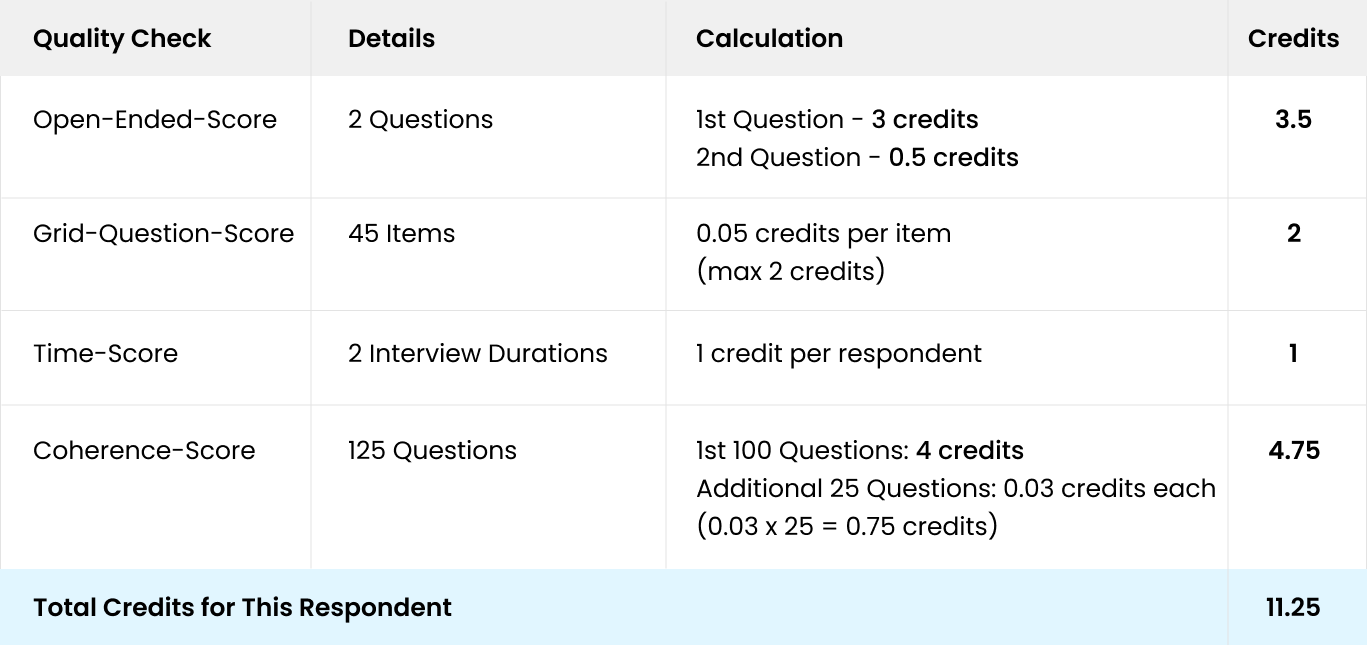 Quality Check Details Calculation Credits
Open-Ended-Score 2 Questions 1st Question - 3 credits 3.5
2nd Question - 0.5 credits
Grid-Question-Score 45 Items 0.05 credits per item 2
(max 2 credits)
Time-Score 2 Interview Durations 1 credit per respondent 1
Coherence-Score 125 Questions 1st 100 Questions: 4 credits 4.75
Additional 25 Questions: 0.03 credits each
(0.03 x 25 = 0.75 credits)
Total Credits for This Respondent 11.25